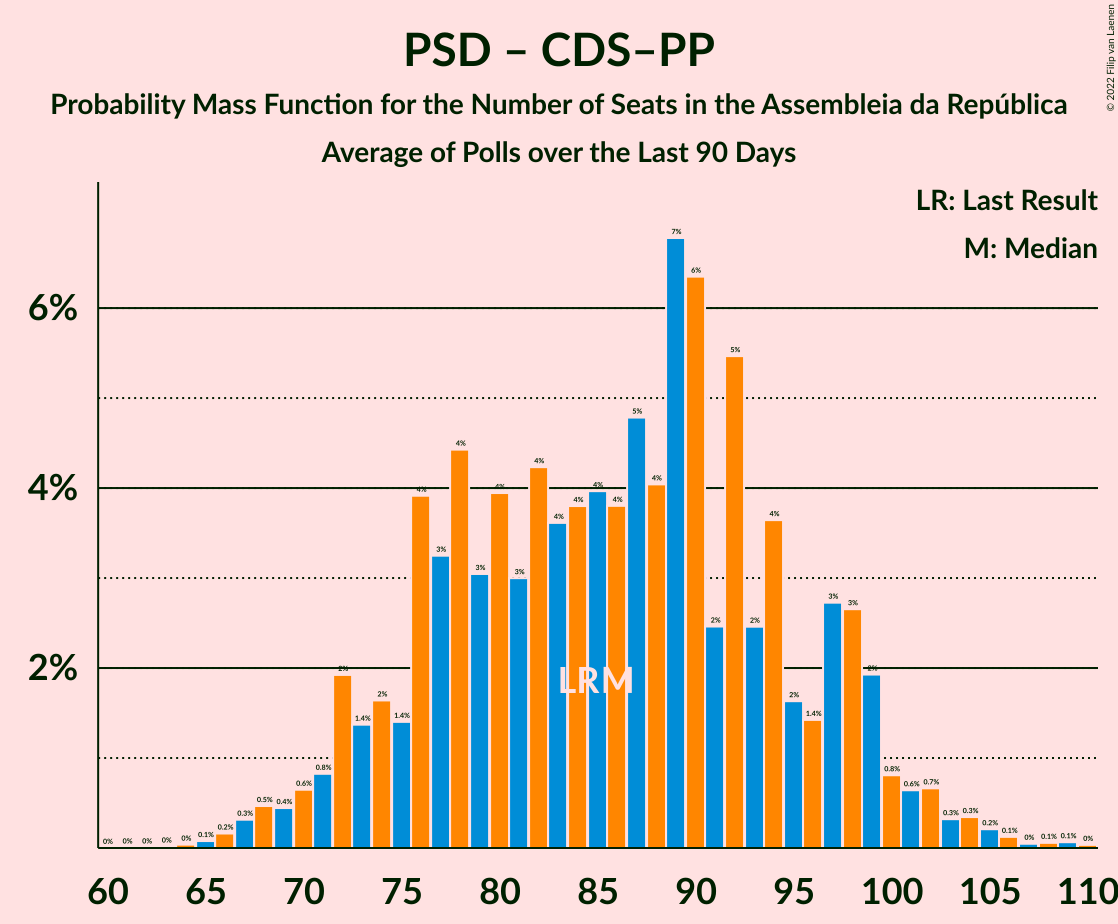 PSD – CDS–PP
Probability Mass Function for the Number of Seats in the Assembleia da República
Average of Polls over the Last 90 Days
© 2022 Filip van Laenen
LR: Last Result
M: Median
6%
4%
2%
0% 0% 0% 0% 0% 0.1% 0.2% 0.3% 0.5% 0.4% 0.6% 0.8% 2% 1.4% 2% 1.4% 4% 3% 4% 3% 4% 3% 4% 4% 4% 4% 4% 5% 4% 7% 6% 2% 5% 2% 4% 2% 1.4% 3% 3% 2% 0.8% 0.6% 0.7% 0.3% 0.3% 0.2% 0.1% 0% 0.1% 0.1% 0%
LR M
60 65 70 75 80 85 90 95 100 105 110